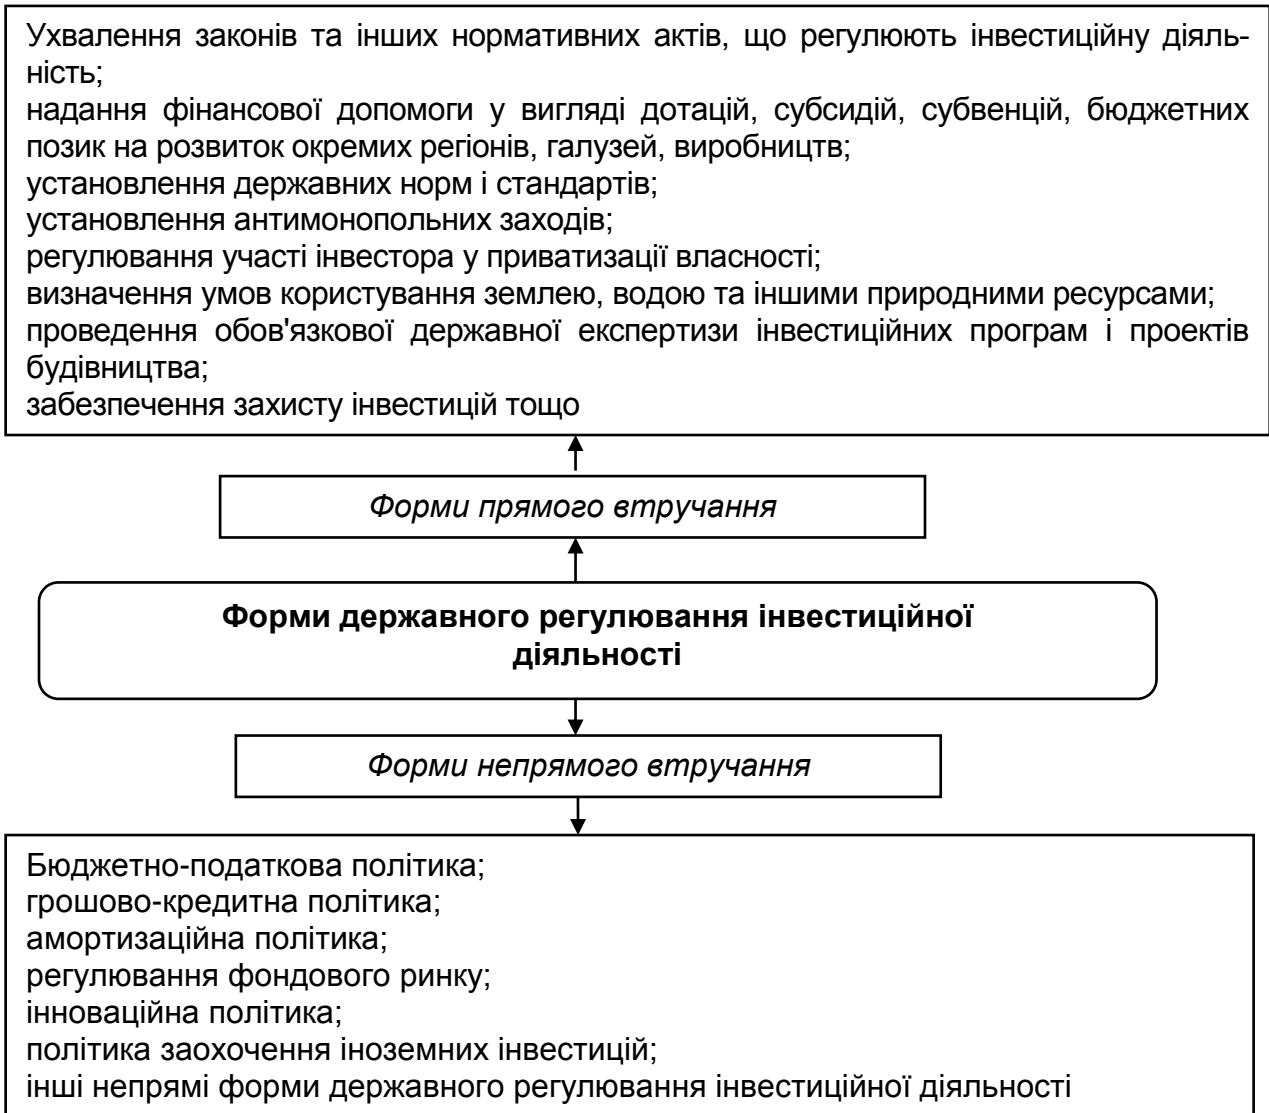 Ухвалення законів та інших нормативних актів, що регулюють інвестиційну діяль-
ність;
надання фінансової допомоги у вигляді дотацій, субсидій, субвенцій, бюджетних
позик на розвиток окремих регіонів, галузей, виробництв;
установлення державних норм і стандартів;
установлення антимонопольних заходів;
регулювання участі інвестора у приватизації власності;
визначення умов користування землею, водою та іншими природними ресурсами;
проведення обов'язкової державної експертизи інвестиційних програм і проектів
будівництва;
забезпечення захисту інвестицій тощо
Форми прямого втручання
Форми державного регулювання інвестиційної
діяльності
Форми непрямого втручання
Бюджетно-податкова політика;
грошово-кредитна політика;
амортизаційна політика;
регулювання фондового ринку;
інноваційна політика;
політика заохочення іноземних інвестицій;
інші непрямі форми державного регулювання інвестиційної діяльності